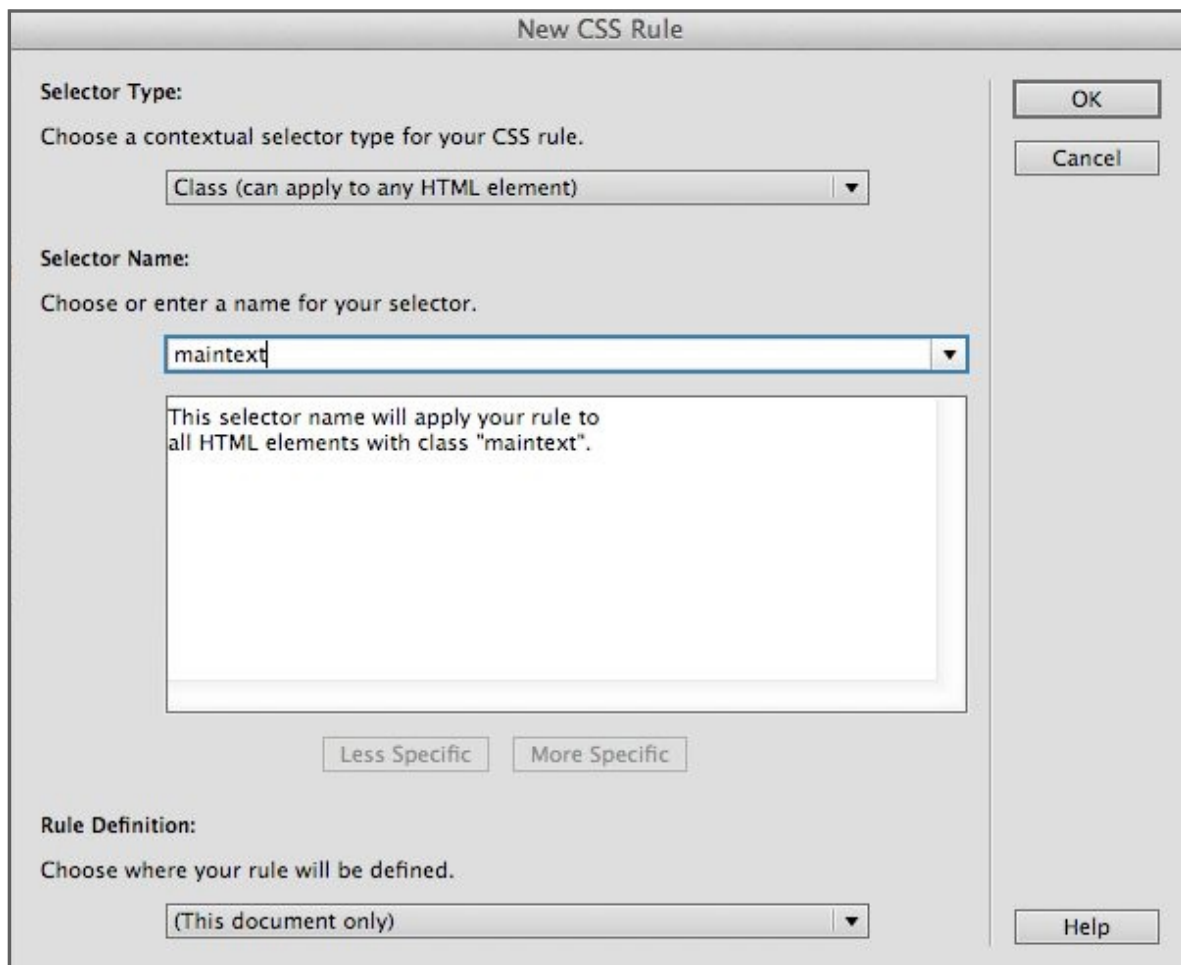 New CSS Rule
Selector Type:
Choose a contextual selector type for your CSS rule.
Class (can apply to any HTML element)
Selector Name:
Choose or enter a name for your selector.
maintext
This selector name will apply your rule to
all HTML elements with class "maintext".
Less Specific
More Specific
Rule Definition:
Choose where your rule will be defined.
(This document only)
OK
Cancel
Help